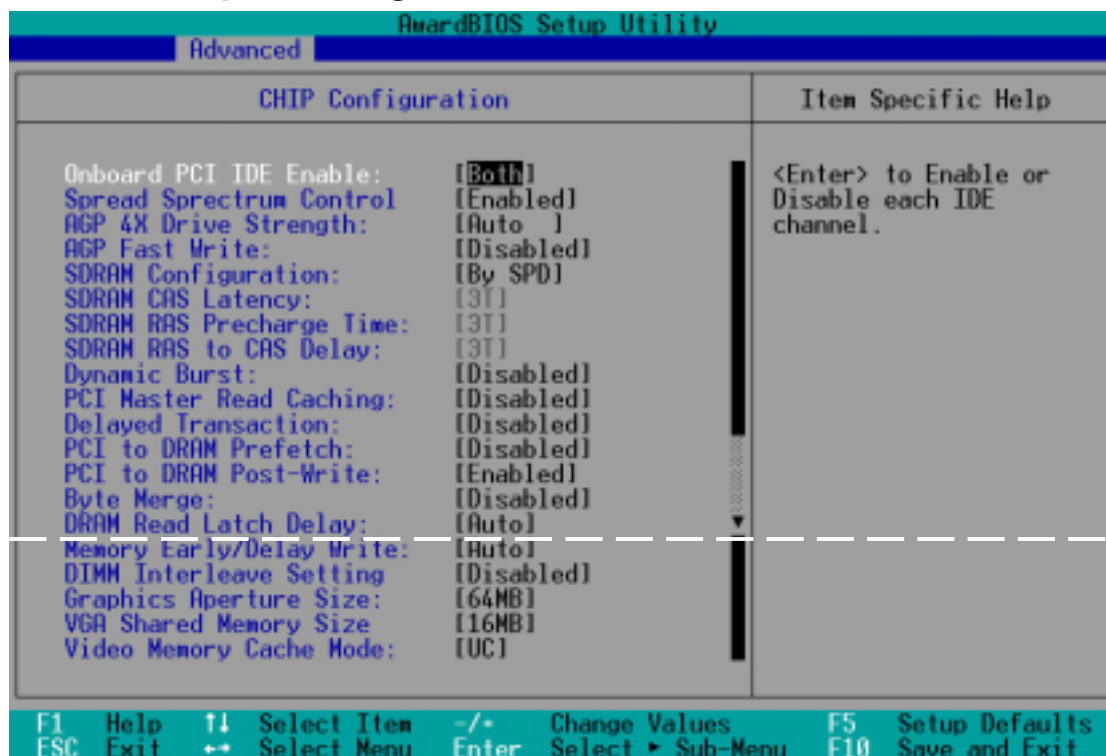 AwardBIOS Setup Utility
Advanced
CHIP Configuration
Item Specific Help
Onboard PCI IDE Enable: [Both]
Spread Sprectrum Control [Enabled]
AGP 4X Drive Strength: [Auto ]
AGP Fast Write: [Disabled]
SDRAM Configuration: [By SPD]
SDRAM CAS Latency: [3T]
SDRAM RAS Precharge Time: [3T]
SDRAM RAS to CAS Delay: [3T]
Dynamic Burst: [Disabled]
PCI Master Read Caching: [Disabled]
Delayed Transaction: [Disabled]
PCI to DRAM Prefetch: [Disabled]
PCI to DRAM Post-Write: [Enabled]
Byte Merge: [Disabled]
DRAM Read Latch Delay: [Auto]
Memory Early/Delay Write: [Auto]
DIMM Interleave Setting [Disabled]
Graphics Aperture Size: [64MB]
VGA Shared Memory Size [16MB]
Video Memory Cache Mode: [UC]
<Enter> to Enable or
Disable each IDE
channel.
F1 Help ↑↓ Select Item -/+ Change Values F5 Setup Defaults
ESC Exit ←→ Select Menu Enter Select ► Sub-Menu F10 Save and Exit